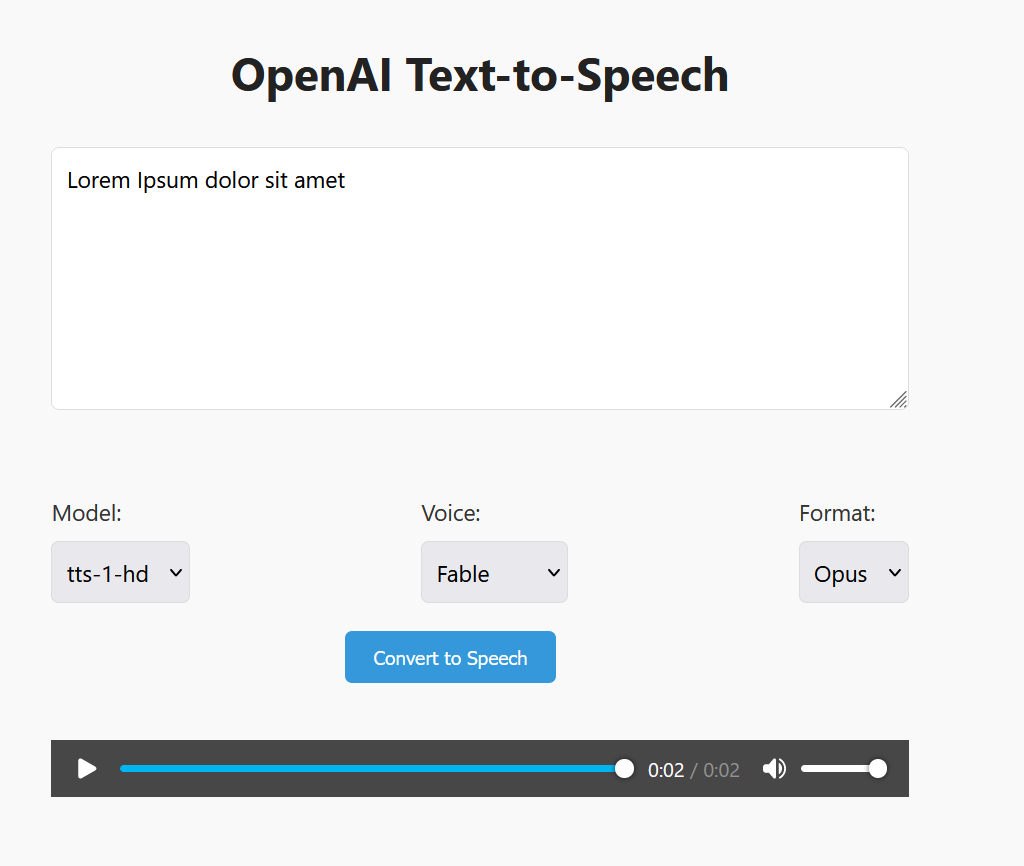 OpenAI Text-to-Speech
Lorem Ipsum dolor sit amet
Model: Voice: Format:
tts-1-hd Fable Opus
Convert to Speech
0:02 / 0:02